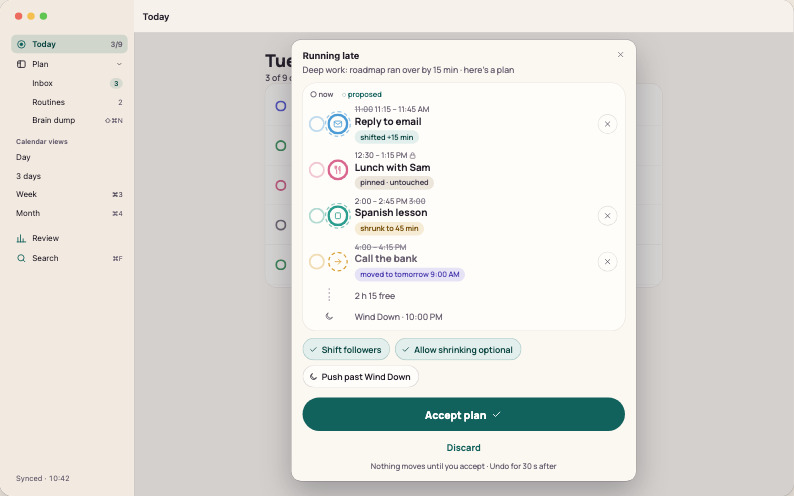 Today
Today 3/9
Plan
Inbox 3
Routines 2
Brain dump ⇧⌘N
Calendar views
Day
3 days
Week ⌘3
Month ⌘4
Review
Search ⌘F
Synced · 10:42
Tue
3 of 9
Running late
Deep work: roadmap ran over by 15 min · here's a plan
now proposed
11:00 11:15 – 11:45 AM
Reply to email
shifted +15 min
12:30 – 1:15 PM
Lunch with Sam
pinned · untouched
2:00 – 2:45 PM 3:00
Spanish lesson
shrunk to 45 min
4:00 – 4:15 PM
Call the bank
moved to tomorrow 9:00 AM
2 h 15 free
Wind Down · 10:00 PM
Shift followers
Allow shrinking optional
Push past Wind Down
Accept plan
Discard
Nothing moves until you accept · Undo for 30 s after